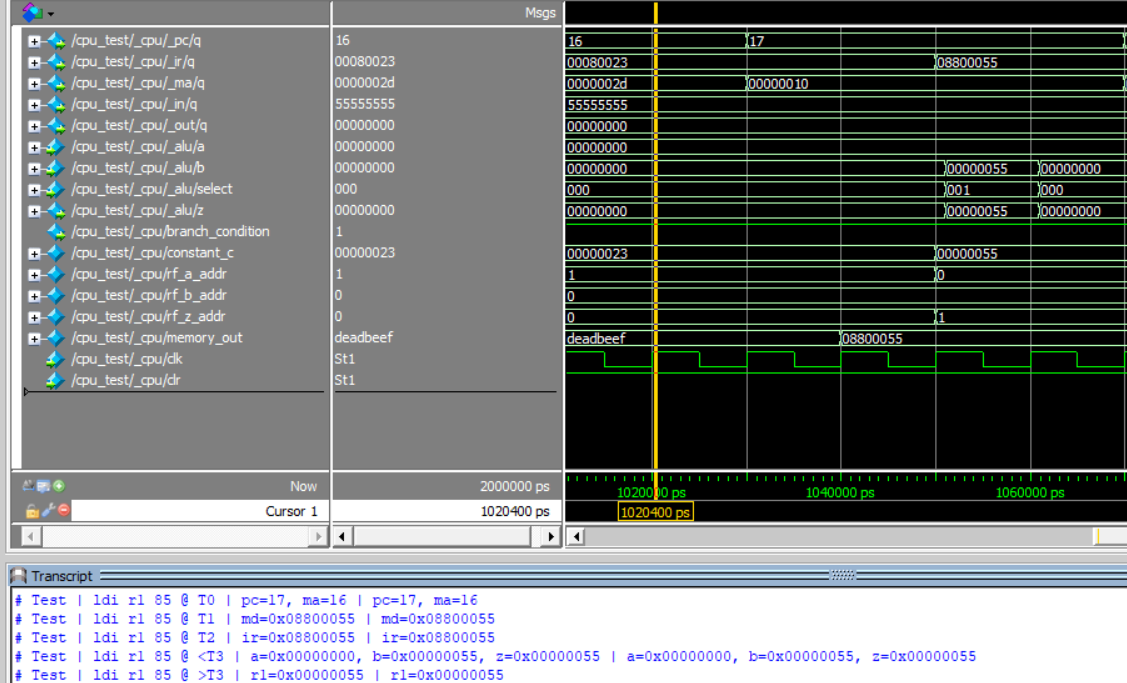 Msgs
/cpu_test/_cpu/_pc/q 16 16 17
/cpu_test/_cpu/_ir/q 00080023 00080023 08800055
/cpu_test/_cpu/_ma/q 0000002d 0000002d 00000010
/cpu_test/_cpu/_in/q 55555555 55555555
/cpu_test/_cpu/_out/q 00000000 00000000
/cpu_test/_cpu/_alu/a 00000000 00000000
/cpu_test/_cpu/_alu/b 00000000 00000000 00000055 00000000
/cpu_test/_cpu/_alu/select 000 000 001 000
/cpu_test/_cpu/_alu/z 00000000 00000000 00000055 00000000
/cpu_test/_cpu/branch_condition 1
/cpu_test/_cpu/constant_c 00000023 00000023 00000055
/cpu_test/_cpu/rf_a_addr 1 1 0
/cpu_test/_cpu/rf_b_addr 0 0
/cpu_test/_cpu/rf_z_addr 0 0 1
/cpu_test/_cpu/memory_out deadbeef deadbeef 08800055
/cpu_test/_cpu/clk St1
/cpu_test/_cpu/clr St1
Now 2000000 ps 1020000 ps 1040000 ps 1060000 ps
Cursor 1 1020400 ps 1020400 ps
Transcript
# Test | ldi r1 85 @ T0 | pc=17, ma=16 | pc=17, ma=16
# Test | ldi r1 85 @ T1 | md=0x08800055 | md=0x08800055
# Test | ldi r1 85 @ T2 | ir=0x08800055 | ir=0x08800055
# Test | ldi r1 85 @ <T3 | a=0x00000000, b=0x00000055, z=0x00000055 | a=0x00000000, b=0x00000055, z=0x00000055
# Test | ldi r1 85 @ >T3 | r1=0x00000055 | r1=0x00000055